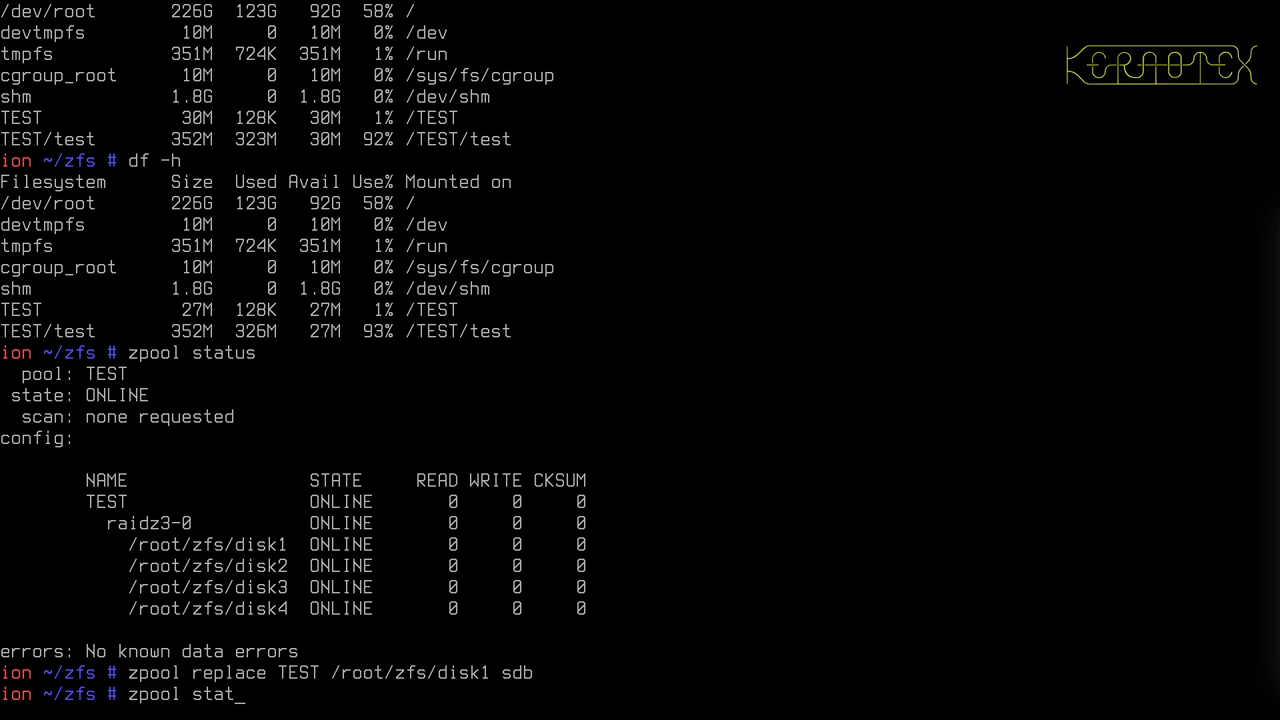 /dev/root       226G  123G   92G  58% /
devtmpfs         10M     0   10M   0% /dev
tmpfs           351M  724K  351M   1% /run
cgroup_root      10M     0   10M   0% /sys/fs/cgroup
shm             1.8G     0  1.8G   0% /dev/shm
TEST             30M  128K   30M   1% /TEST
TEST/test       352M  323M   30M  92% /TEST/test
ion ~/zfs # df -h
Filesystem      Size  Used Avail Use% Mounted on
/dev/root       226G  123G   92G  58% /
devtmpfs         10M     0   10M   0% /dev
tmpfs           351M  724K  351M   1% /run
cgroup_root      10M     0   10M   0% /sys/fs/cgroup
shm             1.8G     0  1.8G   0% /dev/shm
TEST             27M  128K   27M   1% /TEST
TEST/test       352M  326M   27M  93% /TEST/test
ion ~/zfs # zpool status
  pool: TEST
 state: ONLINE
  scan: none requested
config:
        NAME                 STATE     READ WRITE CKSUM
        TEST                 ONLINE       0     0     0
          raidz3-0           ONLINE       0     0     0
            /root/zfs/disk1  ONLINE       0     0     0
            /root/zfs/disk2  ONLINE       0     0     0
            /root/zfs/disk3  ONLINE       0     0     0
            /root/zfs/disk4  ONLINE       0     0     0
errors: No known data errors
ion ~/zfs # zpool replace TEST /root/zfs/disk1 sdb
ion ~/zfs # zpool stat_